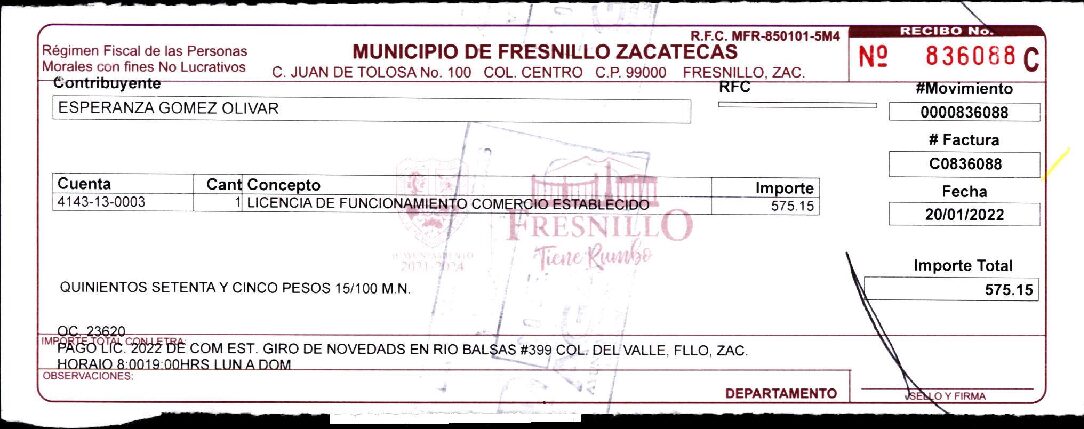 Régimen Fiscal de las Personas
Morales con fines No Lucrativos
R.F.C. MFR-850101-5M4
MUNICIPIO DE FRESNILLO ZACATECAS
C. JUAN DE TOLOSA No. 100 COL. CENTRO C.P. 99000 FRESNILLO, ZAC.
RECIBO No.
Nº 836088 C
Contribuyente
ESPERANZA GOMEZ OLIVAR
RFC
#Movimiento
0000836088
# Factura
C0836088
Fecha
20/01/2022
Cuenta Cant Concepto Importe
4143-13-0003 1 LICENCIA DE FUNCIONAMIENTO COMERCIO ESTABLECIDO 575.15
AYUNTAMIENTO
2021-2024
FRESNILLO
Tiene Rumbo
Importe Total
575.15
QUINIENTOS SETENTA Y CINCO PESOS 15/100 M.N.
OC. 23620
IMPORTE TOTAL CON LETRA:
PAGO LIC. 2022 DE COM EST. GIRO DE NOVEDADS EN RIO BALSAS #399 COL. DEL VALLE, FLLO, ZAC.
HORAIO 8:0019:00HRS LUN A DOM
OBSERVACIONES:
DEPARTAMENTO
SELLO Y FIRMA